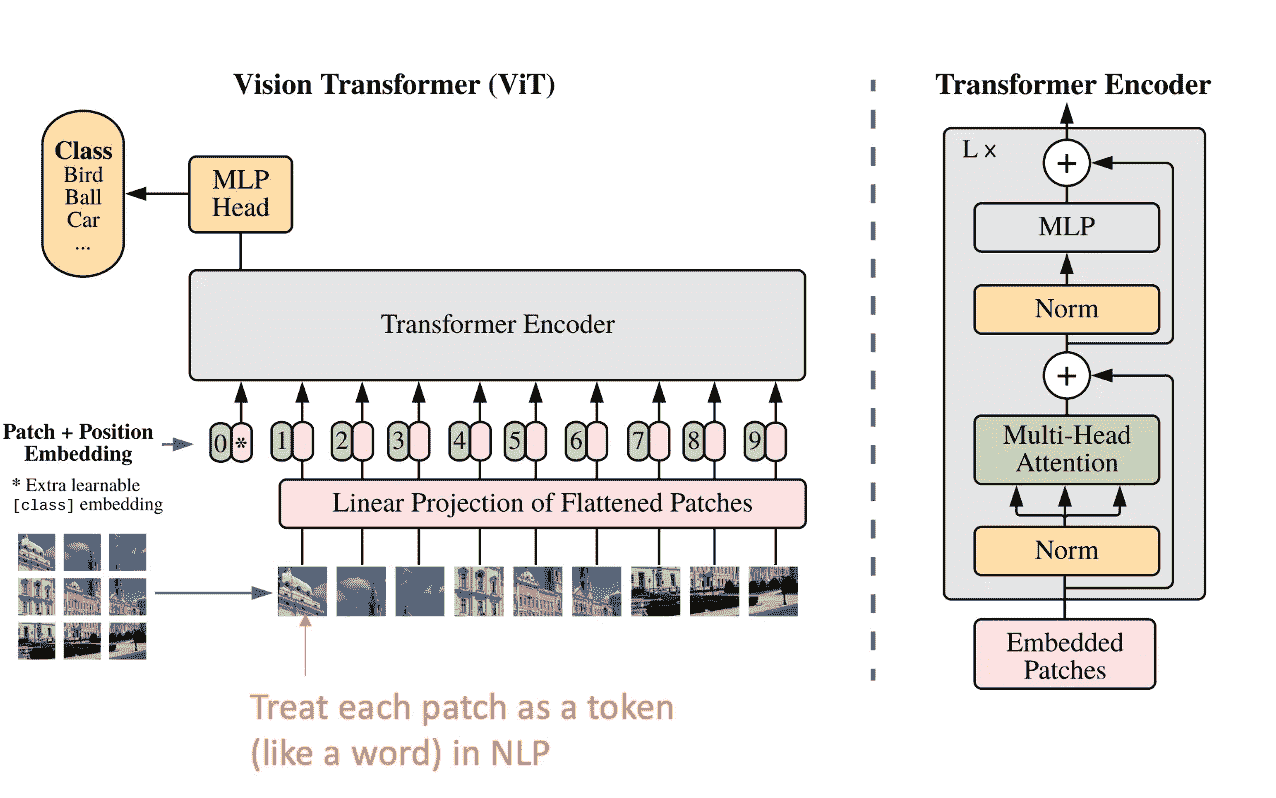 Vision Transformer (ViT)
Class
Bird
Ball
Car
...
MLP
Head
Transformer Encoder
Patch + Position
Embedding
0 * 1 2 3 4 5 6 7 8 9
* Extra learnable
[class] embedding
Linear Projection of Flattened Patches
Treat each patch as a token
(like a word) in NLP
Transformer Encoder
L x
+
MLP
Norm
+
Multi-Head
Attention
Norm
Embedded
Patches